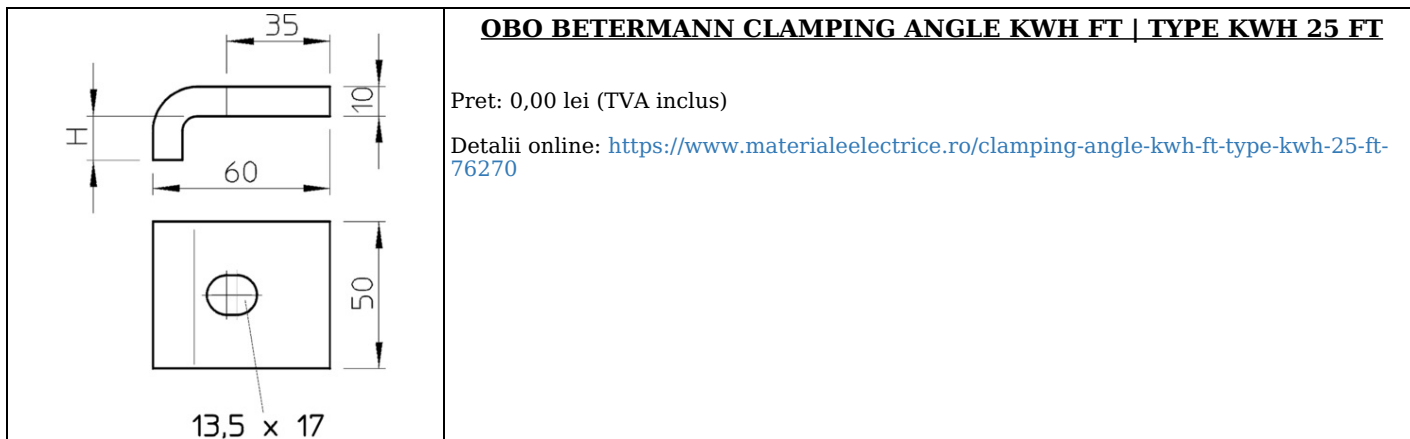 35
10
H
60
50
13,5 x 17
OBO BETERMANN CLAMPING ANGLE KWH FT | TYPE KWH 25 FT
Pret: 0,00 lei (TVA inclus)
Detalii online: https://www.materialeelectrice.ro/clamping-angle-kwh-ft-type-kwh-25-ft-
76270